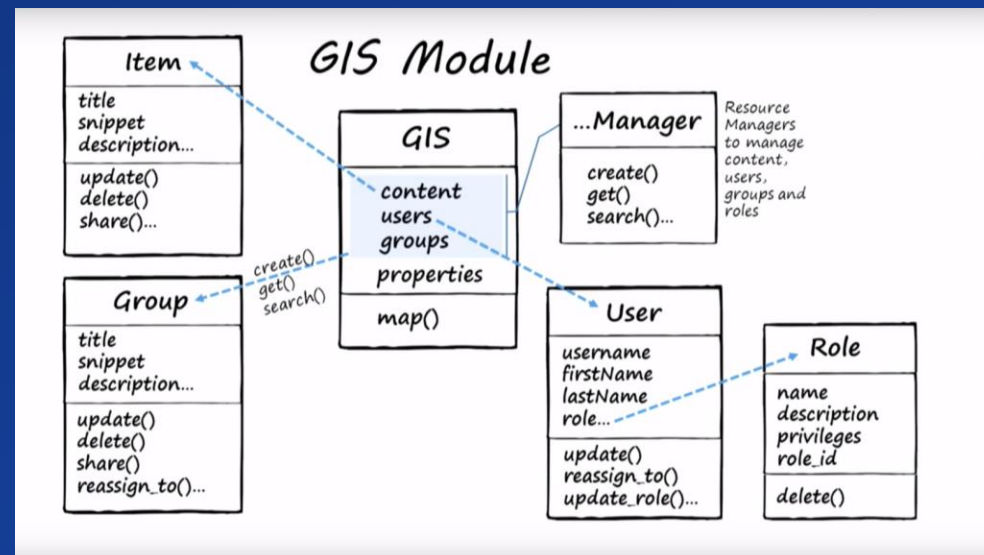 GIS Module
Item
title
snippet
description...
update()
delete()
share()...
GIS
content
users
groups
properties
map()
...Manager
create()
get()
search()...
Resource
Managers
to manage
content,
users,
groups and
roles
create()
get()
search()
Group
title
snippet
description...
update()
delete()
share()
reassign_to()...
User
username
firstName
lastName
role...
update()
reassign_to()
update_role()...
Role
name
description
privileges
role_id
delete()